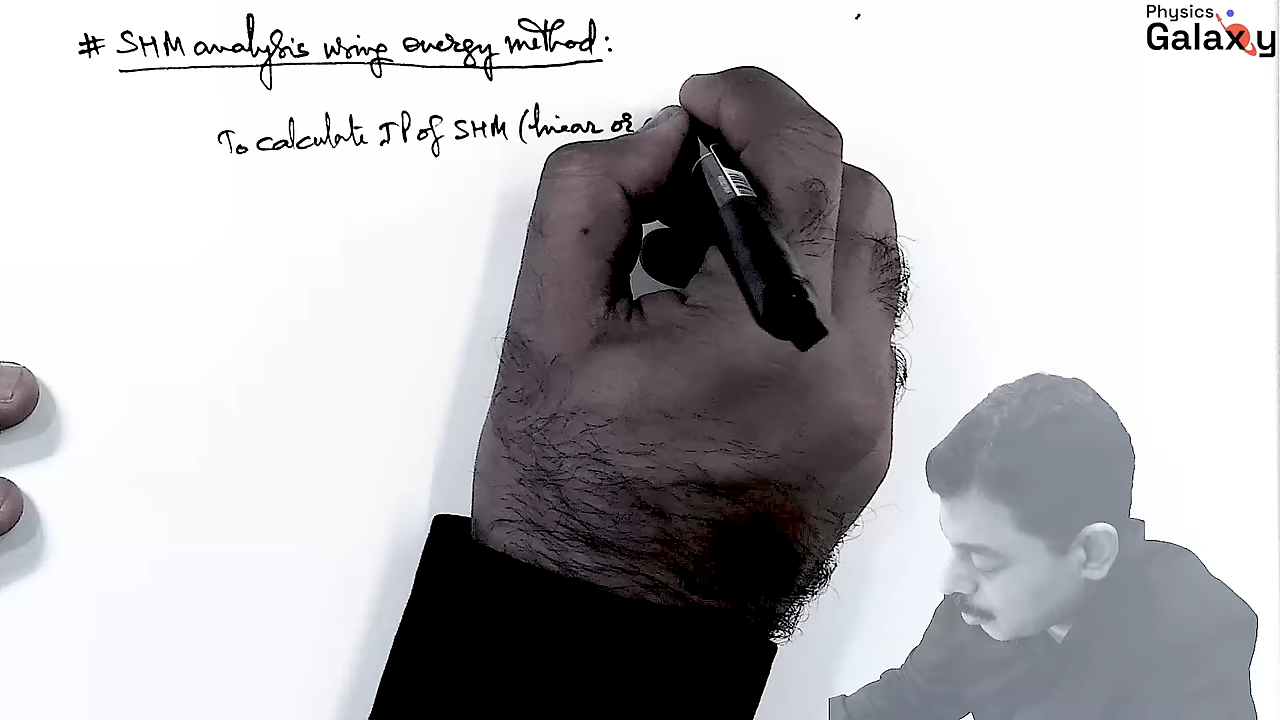 Physics
Galaxy
# SHM analysis using energy method:
To calculate TP of SHM (linear or